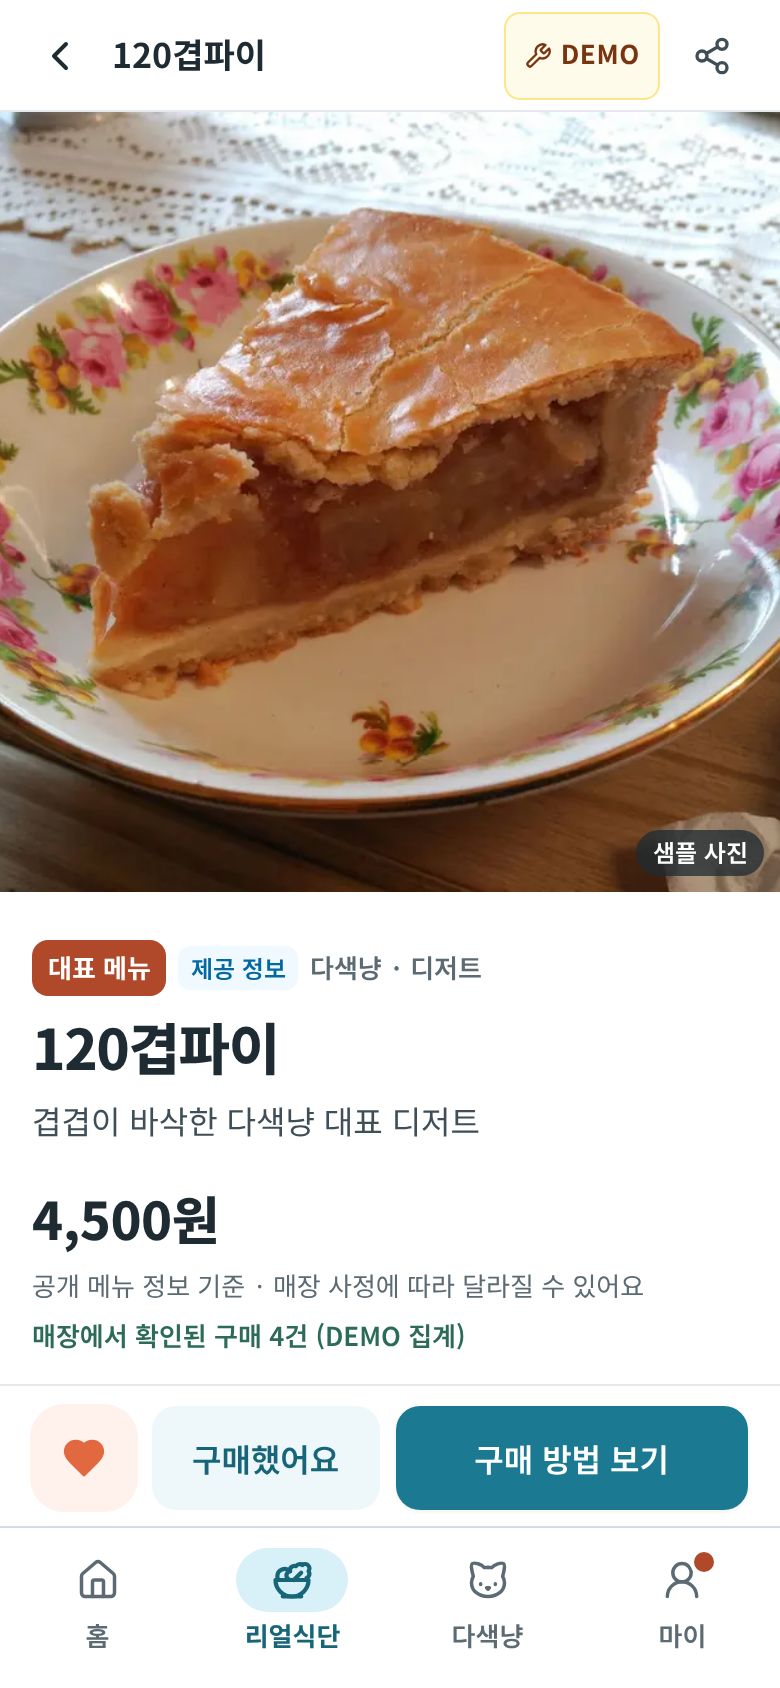 120겹파이
DEMO
샘플 사진
대표 메뉴 제공 정보 다색냥 · 디저트
120겹파이
겹겹이 바삭한 다색냥 대표 디저트
4,500원
공개 메뉴 정보 기준 · 매장 사정에 따라 달라질 수 있어요
매장에서 확인된 구매 4건 (DEMO 집계)
구매했어요 구매 방법 보기
홈 리얼식단 다색냥 마이